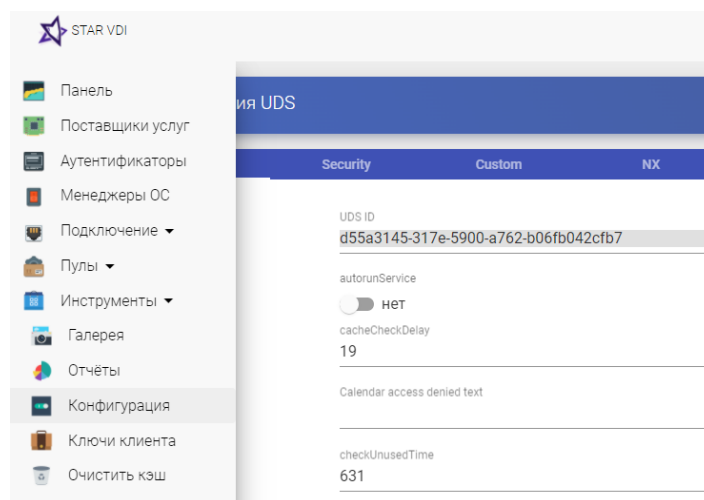 STAR VDI
Панель
Поставщики услуг
Аутентификаторы
Менеджеры ОС
Подключение
Пулы
Инструменты
Галерея
Отчёты
Конфигурация
Ключи клиента
Очистить кэш
ия UDS
Security Custom NX
UDS ID
d55a3145-317e-5900-a762-b06fb042cfb7
autorunService
нет
cacheCheckDelay
19
Calendar access denied text
checkUnusedTime
631